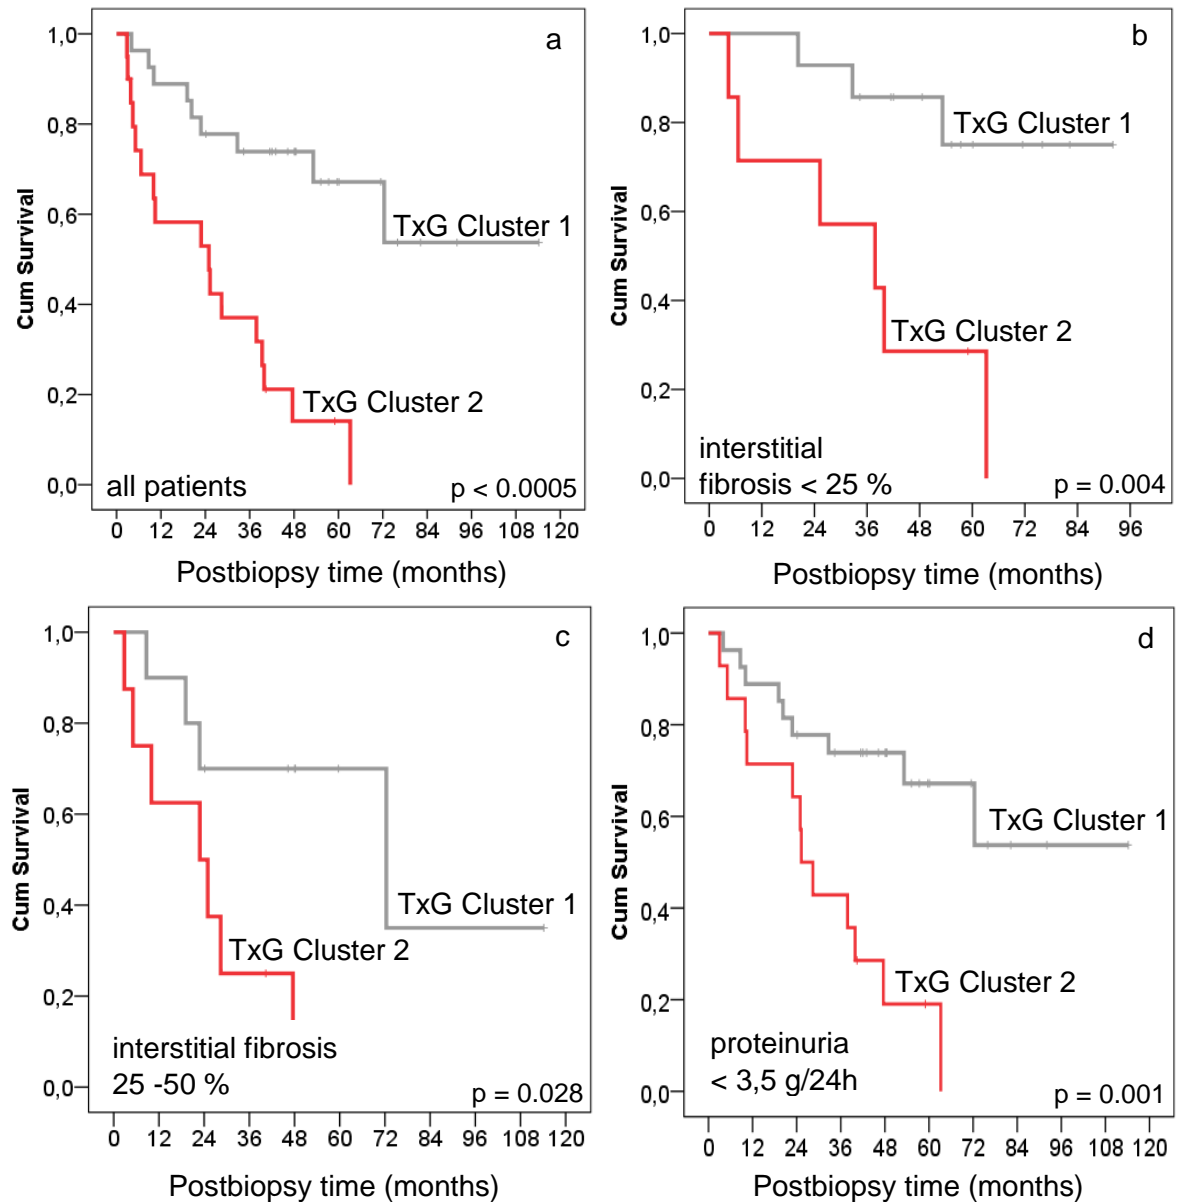 a
1,0
0,8
0,6
0,4
0,2
0,0
Cum Survival
TxG Cluster 1
TxG Cluster 2
all patients
p < 0.0005
0 12 24 36 48 60 72 84 96 108 120
Postbiopsy time (months)
b
1,0
0,8
0,6
0,4
0,2
0,0
Cum Survival
TxG Cluster 1
TxG Cluster 2
interstitial
fibrosis < 25 %
p = 0.004
0 12 24 36 48 60 72 84 96
Postbiopsy time (months)
c
1,0
0,8
0,6
0,4
0,2
0,0
Cum Survival
TxG Cluster 1
TxG Cluster 2
interstitial fibrosis
25 -50 %
p = 0.028
0 12 24 36 48 60 72 84 96 108 120
Postbiopsy time (months)
d
1,0
0,8
0,6
0,4
0,2
0,0
Cum Survival
TxG Cluster 1
TxG Cluster 2
proteinuria
< 3,5 g/24h
p = 0.001
0 12 24 36 48 60 72 84 96 108 120
Postbiopsy time (months)